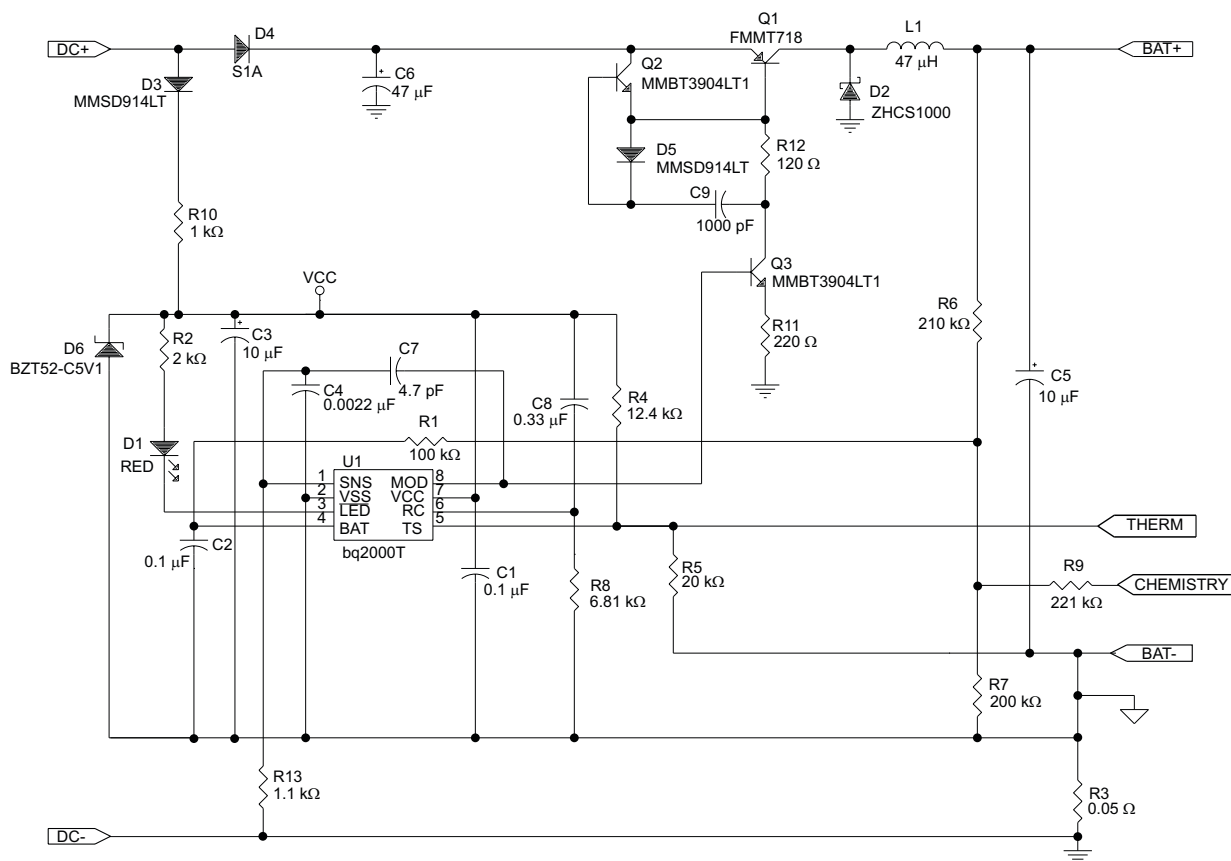 DC+
D4
S1A
D3
MMSD914LT
C6
47 μF
Q1
FMMT718
Q2
MMBT3904LT1
L1
47 μH
BAT+
D2
ZHCS1000
D5
MMSD914LT
R12
120 Ω
C9
1000 pF
R10
1 kΩ
Q3
MMBT3904LT1
VCC
R11
220 Ω
R6
210 kΩ
D6
BZT52-C5V1
R2
2 kΩ
C3
10 μF
C7
4.7 pF
C4
0.0022 μF
C8
0.33 μF
R4
12.4 kΩ
C5
10 μF
R1
100 kΩ
D1
RED
U1
1 SNS MOD 8
2 VSS VCC 7
3 LED RC 6
4 BAT TS 5
bq2000T
THERM
C2
0.1 μF
C1
0.1 μF
R8
6.81 kΩ
R5
20 kΩ
R9
221 kΩ
CHEMISTRY
BAT-
R7
200 kΩ
R13
1.1 kΩ
R3
0.05 Ω
DC-